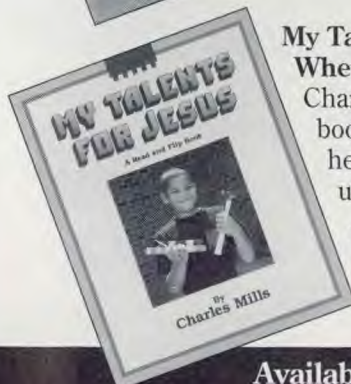 My Ta
Whe
Char
boo
he
u
MY TALENTS
FOR JESUS
A Read and Flip Book
By
Charles Mills
Availab